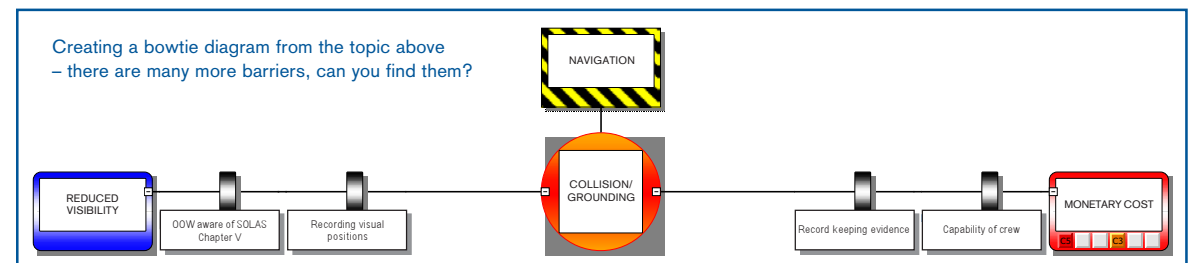 Creating a bowtie diagram from the topic above
– there are many more barriers, can you find them?
NAVIGATION
REDUCED
VISIBILITY
OOW aware of SOLAS
Chapter V
Recording visual
positions
COLLISION/
GROUNDING
Record keeping evidence
Capability of crew
MONETARY COST
C5
C3